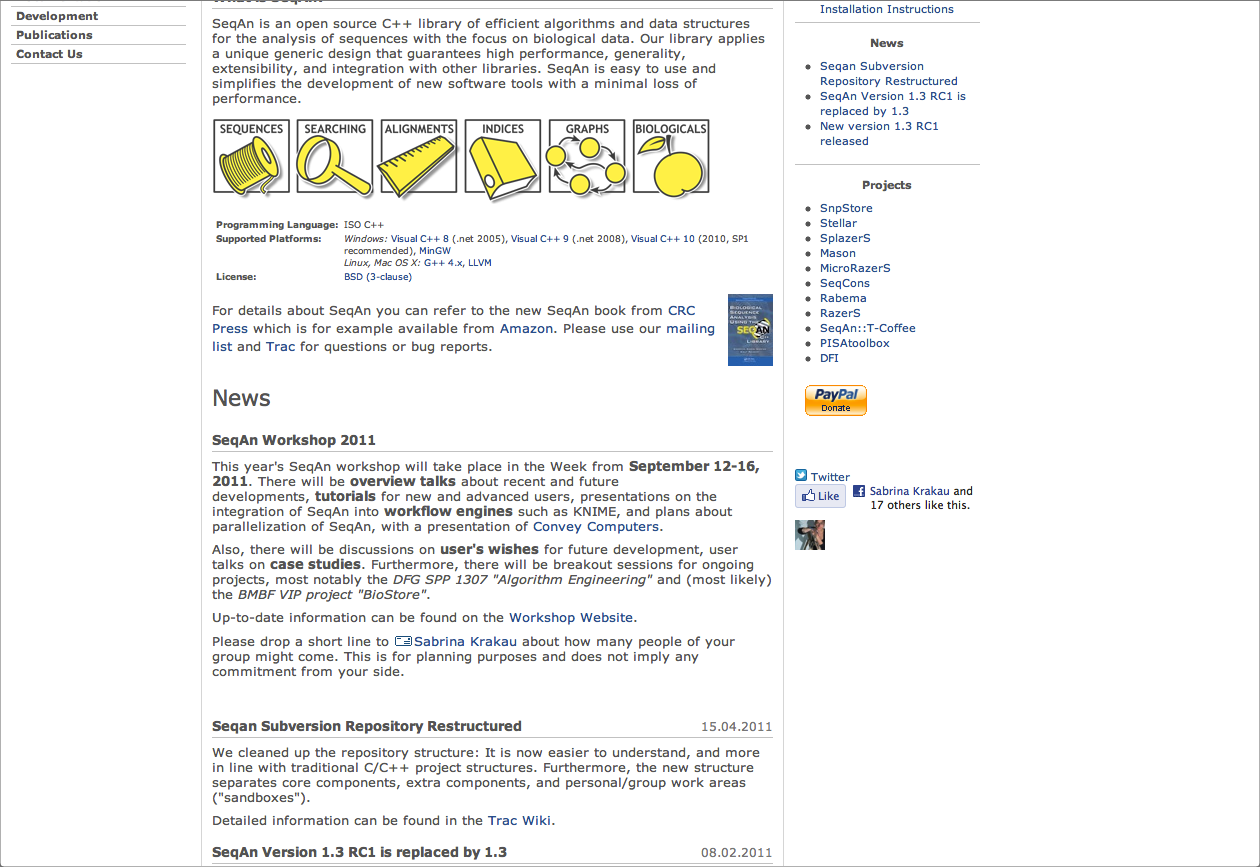 Development
Publications
Contact Us
SeqAn is an open source C++ library of efficient algorithms and data structures
for the analysis of sequences with the focus on biological data. Our library applies
a unique generic design that guarantees high performance, generality,
extensibility, and integration with other libraries. SeqAn is easy to use and
simplifies the development of new software tools with a minimal loss of
performance.
SEQUENCES SEARCHING ALIGNMENTS INDICES GRAPHS BIOLOGICALS
Programming Language: ISO C++
Supported Platforms: Windows: Visual C++ 8 (.net 2005), Visual C++ 9 (.net 2008), Visual C++ 10 (2010, SP1
recommended), MinGW
Linux, Mac OS X: G++ 4.x, LLVM
License: BSD (3-clause)
For details about SeqAn you can refer to the new SeqAn book from CRC
Press which is for example available from Amazon. Please use our mailing
list and Trac for questions or bug reports.
BIOLOGICAL
SEQUENCE
ANALYSIS
USING THE
SEQAN
C++
LIBRARY
News
SeqAn Workshop 2011
This year's SeqAn workshop will take place in the Week from September 12-16,
2011. There will be overview talks about recent and future
developments, tutorials for new and advanced users, presentations on the
integration of SeqAn into workflow engines such as KNIME, and plans about
parallelization of SeqAn, with a presentation of Convey Computers.
Also, there will be discussions on user's wishes for future development, user
talks on case studies. Furthermore, there will be breakout sessions for ongoing
projects, most notably the DFG SPP 1307 "Algorithm Engineering" and (most likely)
the BMBF VIP project "BioStore".
Up-to-date information can be found on the Workshop Website.
Please drop a short line to Sabrina Krakau about how many people of your
group might come. This is for planning purposes and does not imply any
commitment from your side.
Seqan Subversion Repository Restructured 15.04.2011
We cleaned up the repository structure: It is now easier to understand, and more
in line with traditional C/C++ project structures. Furthermore, the new structure
separates core components, extra components, and personal/group work areas
("sandboxes").
Detailed information can be found in the Trac Wiki.
SeqAn Version 1.3 RC1 is replaced by 1.3 08.02.2011
Installation Instructions
News
Seqan Subversion
Repository Restructured
SeqAn Version 1.3 RC1 is
replaced by 1.3
New version 1.3 RC1
released
Projects
SnpStore
Stellar
SplazerS
Mason
MicroRazerS
SeqCons
Rabema
RazerS
SeqAn::T-Coffee
PISAtoolbox
DFI
PayPal
Donate
Twitter
Like
Sabrina Krakau and
17 others like this.